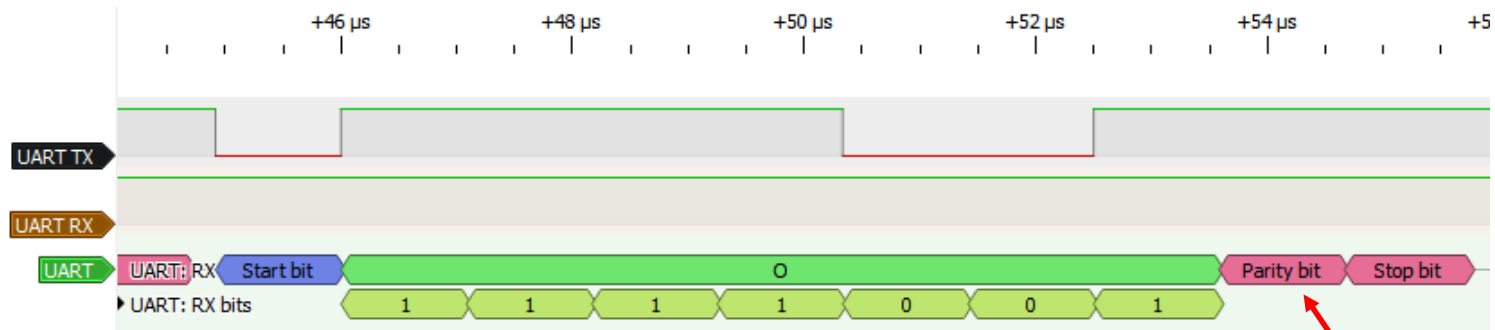 +46 µs +48 µs +50 µs +52 µs +54 µs +5
UART TX
UART RX
UART UART: RX Start bit O Parity bit Stop bit
UART: RX bits 1 1 1 1 0 0 1